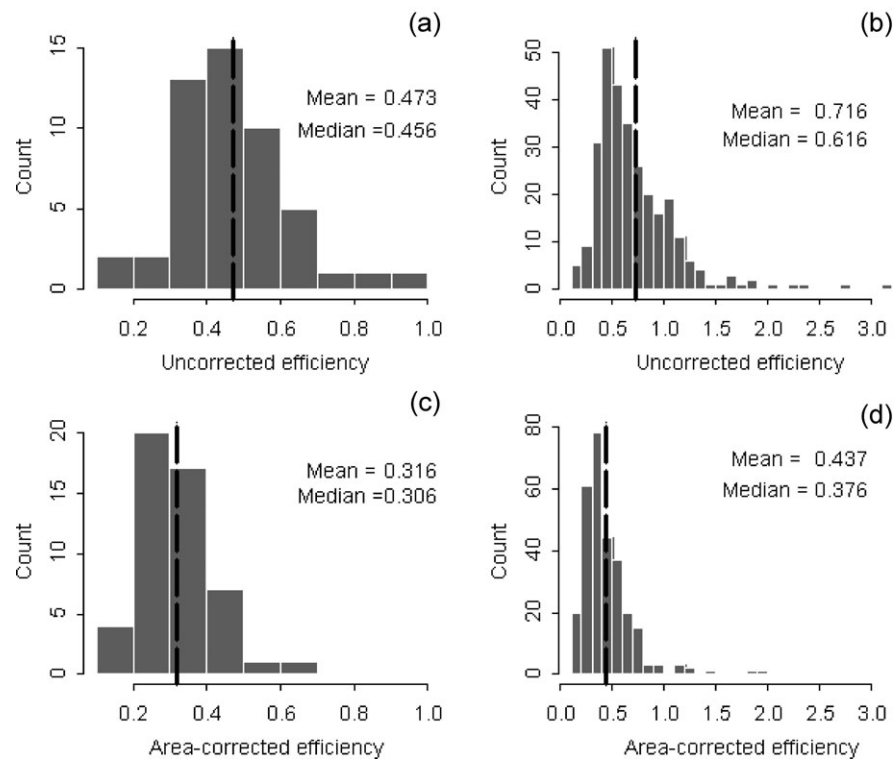 (a)
15
10
5
0
Count
Mean = 0.473
Median =0.456
0.2 0.4 0.6 0.8 1.0
Uncorrected efficiency
(b)
50
40
30
20
10
0
Count
Mean = 0.716
Median = 0.616
0.0 0.5 1.0 1.5 2.0 2.5 3.0
Uncorrected efficiency
(c)
20
15
10
5
0
Count
Mean = 0.316
Median =0.306
0.2 0.4 0.6 0.8 1.0
Area-corrected efficiency
(d)
80
60
40
20
0
Count
Mean = 0.437
Median = 0.376
0.0 0.5 1.0 1.5 2.0 2.5 3.0
Area-corrected efficiency